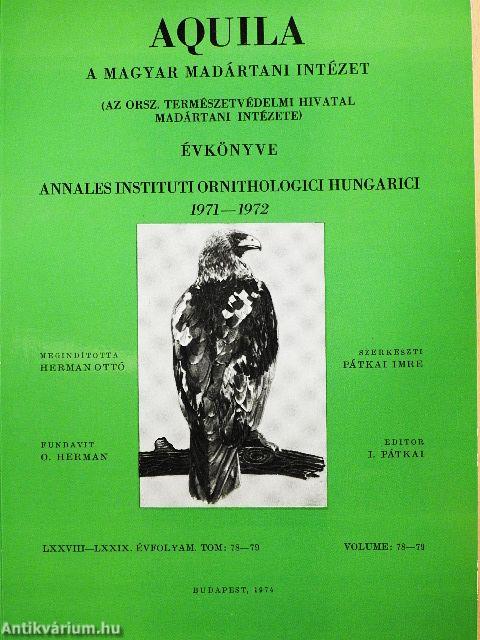 AQUILA
A MAGYAR MADÁRTANI INTÉZET
(AZ ORSZ. TERMÉSZETVÉDELMI HIVATAL
MADÁRTANI INTÉZETE)
ÉVKÖNYVE
ANNALES INSTITUTI ORNITHOLOGICI HUNGARICI
1971—1972
MEGINDÍTOTTA
HERMAN OTTÓ
SZERKESZTI
PÁTKAI IMRE
FUNDAVIT
O. HERMAN
EDITOR
I. PÁTKAI
LXXVIII—LXXIX. ÉVFOLYAM. TOM: 78—79
VOLUME: 78—79
BUDAPEST, 1974
Antikvárium.hu